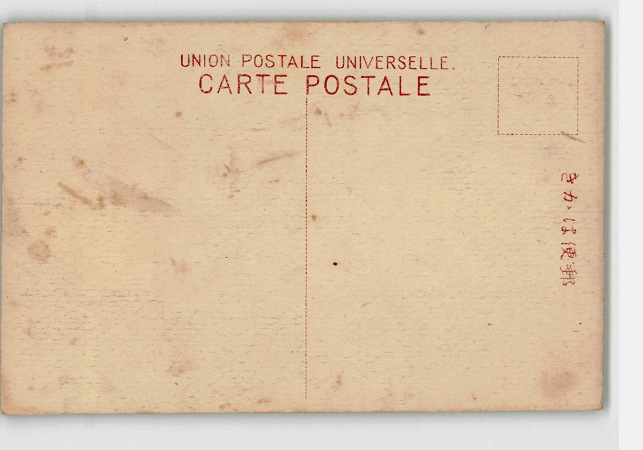 UNION POSTALE UNIVERSELLE.
CARTE POSTALE
きかは便郵